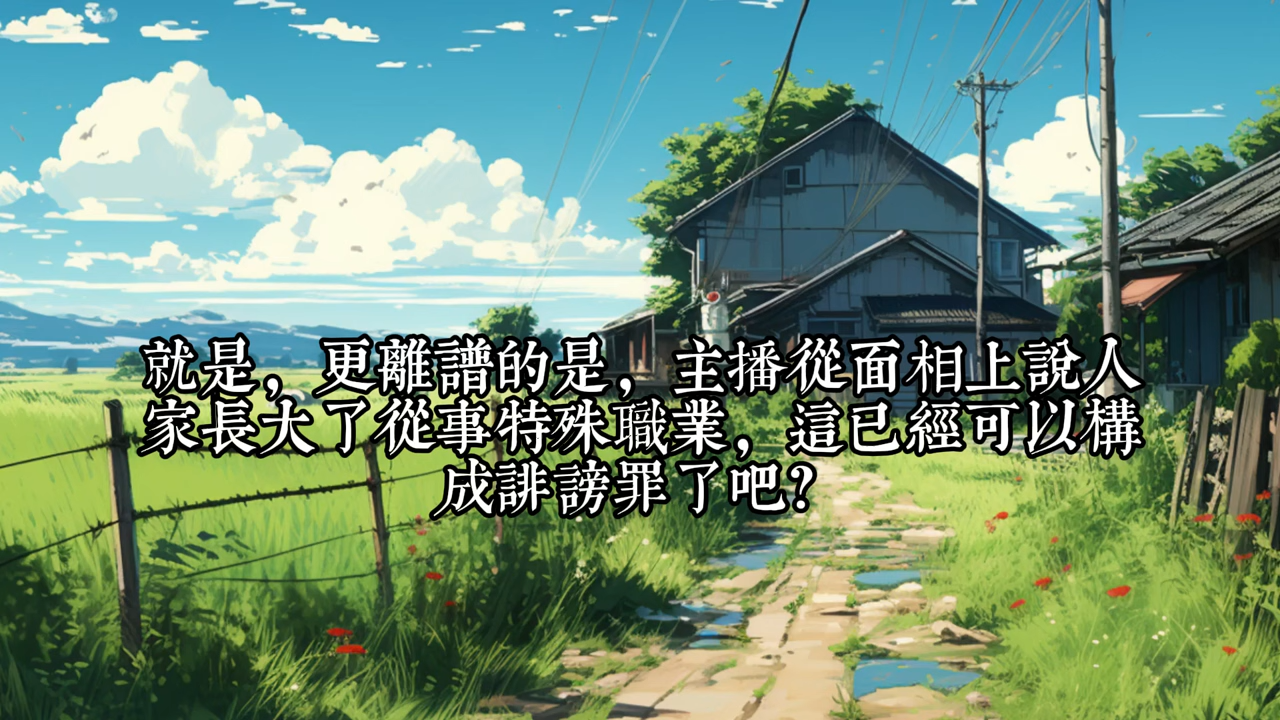 就是，更離譜的是，主播從面相上說人
家長大了從事特殊職業，這已經可以構
成誹謗罪了吧？